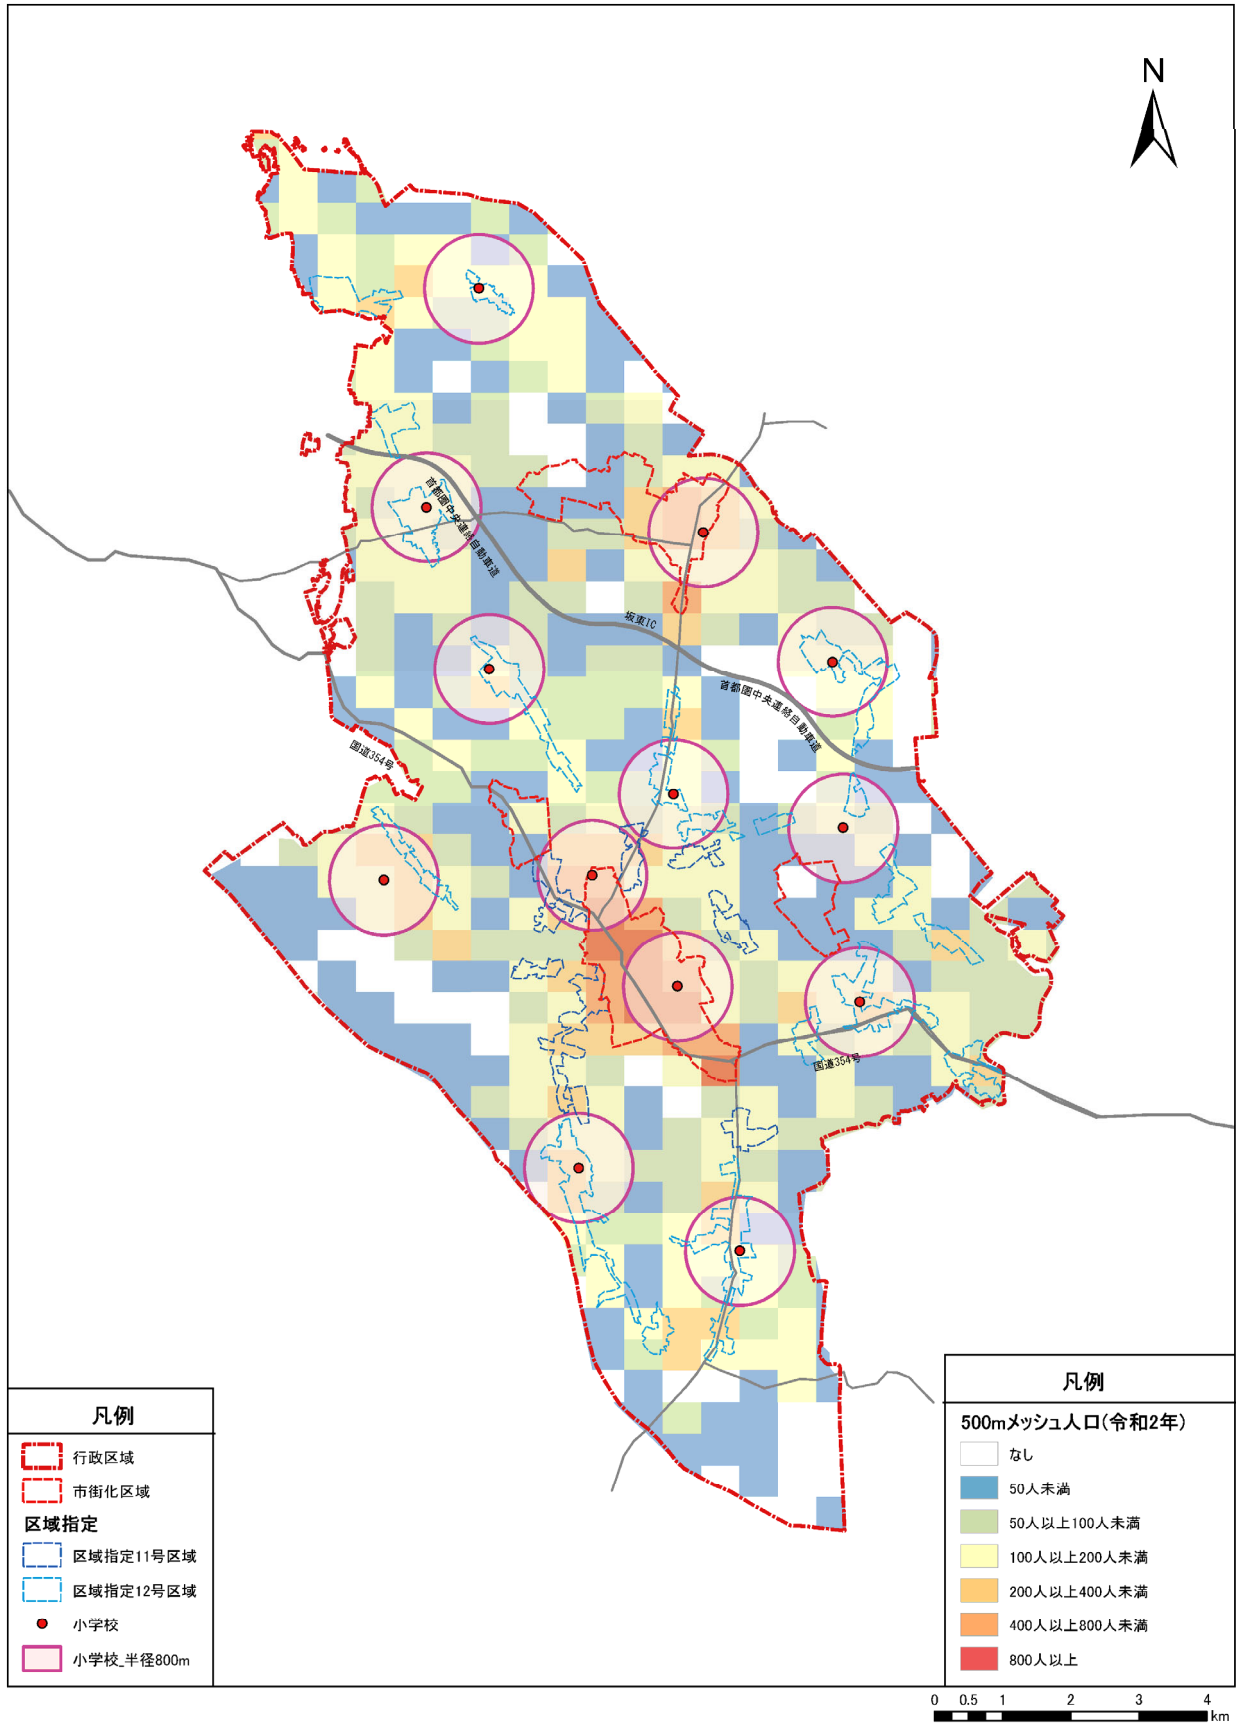 N
首都圏中央連絡自動車道
坂東IC
首都圏中央連絡自動車道
国道354号
国道354号
凡例
行政区域
市街化区域
区域指定
区域指定11号区域
区域指定12号区域
小学校
小学校_半径800m
凡例
500mメッシュ人口(令和2年)
なし
50人未満
50人以上100人未満
100人以上200人未満
200人以上400人未満
400人以上800人未満
800人以上
0 0.5 1 2 3 4
km